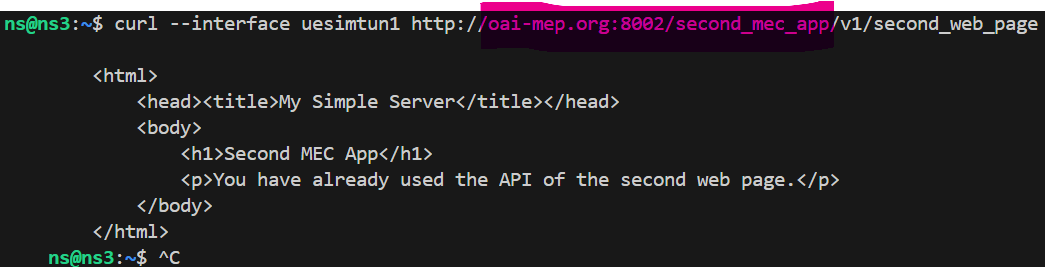 ns@ns3:~$ curl --interface uesimtun1 http://oai-mep.org:8002/second_mec_app/v1/second_web_page
<html>
<head><title>My Simple Server</title></head>
<body>
<h1>Second MEC App</h1>
<p>You have already used the API of the second web page.</p>
</body>
</html>
ns@ns3:~$ ^C